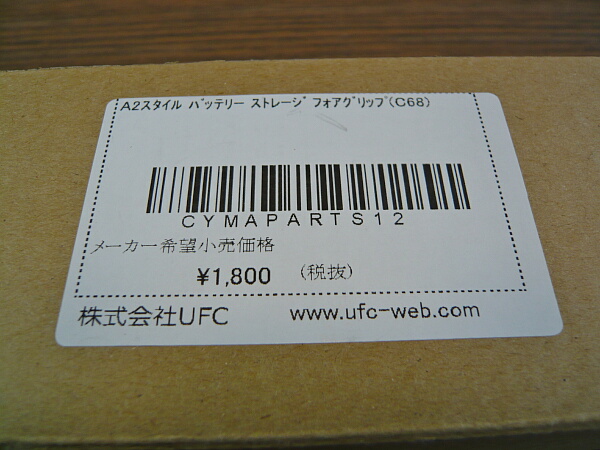 A2スタイル ﾊﾞッテリー ストレーｼﾞ フォアｸﾞリッﾌﾟ(C68)
CYMAPARTS12
メーカー希望小売価格
¥1,800 (税抜)
株式会社UFC www.ufc-web.com